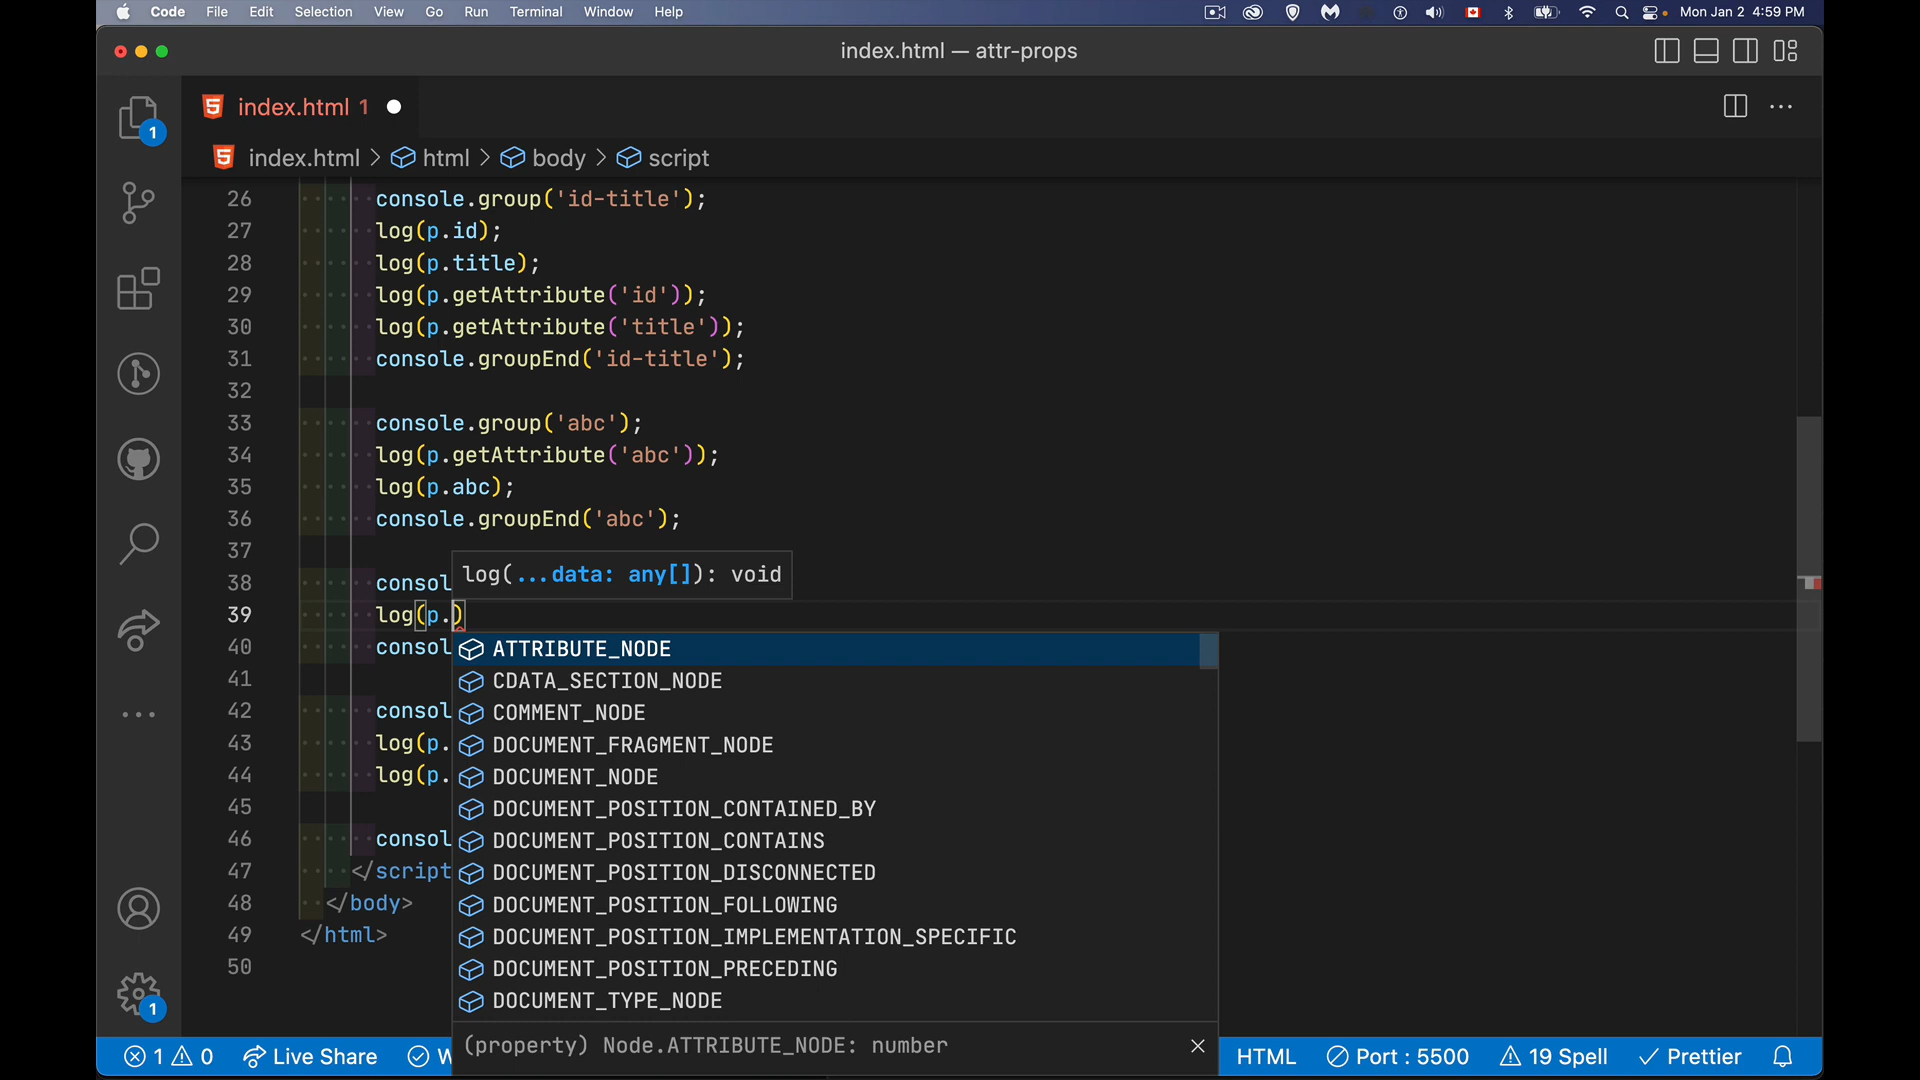 Code File Edit Selection View Go Run Terminal Window Help Mon Jan 2 4:59 PM
index.html — attr-props
index.html 1
index.html > html > body > script
26 console.group('id-title');
27 log(p.id);
28 log(p.title);
29 log(p.getAttribute('id'));
30 log(p.getAttribute('title'));
31 console.groupEnd('id-title');
32
33 console.group('abc');
34 log(p.getAttribute('abc'));
35 log(p.abc);
36 console.groupEnd('abc');
37
log(...data: any[]): void
38 consol
39 log(p.)
40 consol
ATTRIBUTE_NODE
CDATA_SECTION_NODE
41
42 consol
COMMENT_NODE
43 log(p.
DOCUMENT_FRAGMENT_NODE
44 log(p.
DOCUMENT_NODE
45
DOCUMENT_POSITION_CONTAINED_BY
46 consol
DOCUMENT_POSITION_CONTAINS
47 </script
DOCUMENT_POSITION_DISCONNECTED
48 </body>
DOCUMENT_POSITION_FOLLOWING
49 </html>
DOCUMENT_POSITION_IMPLEMENTATION_SPECIFIC
50
DOCUMENT_POSITION_PRECEDING
DOCUMENT_TYPE_NODE
(property) Node.ATTRIBUTE_NODE: number
1
1
1 0 Live Share W HTML Port : 5500 19 Spell Prettier